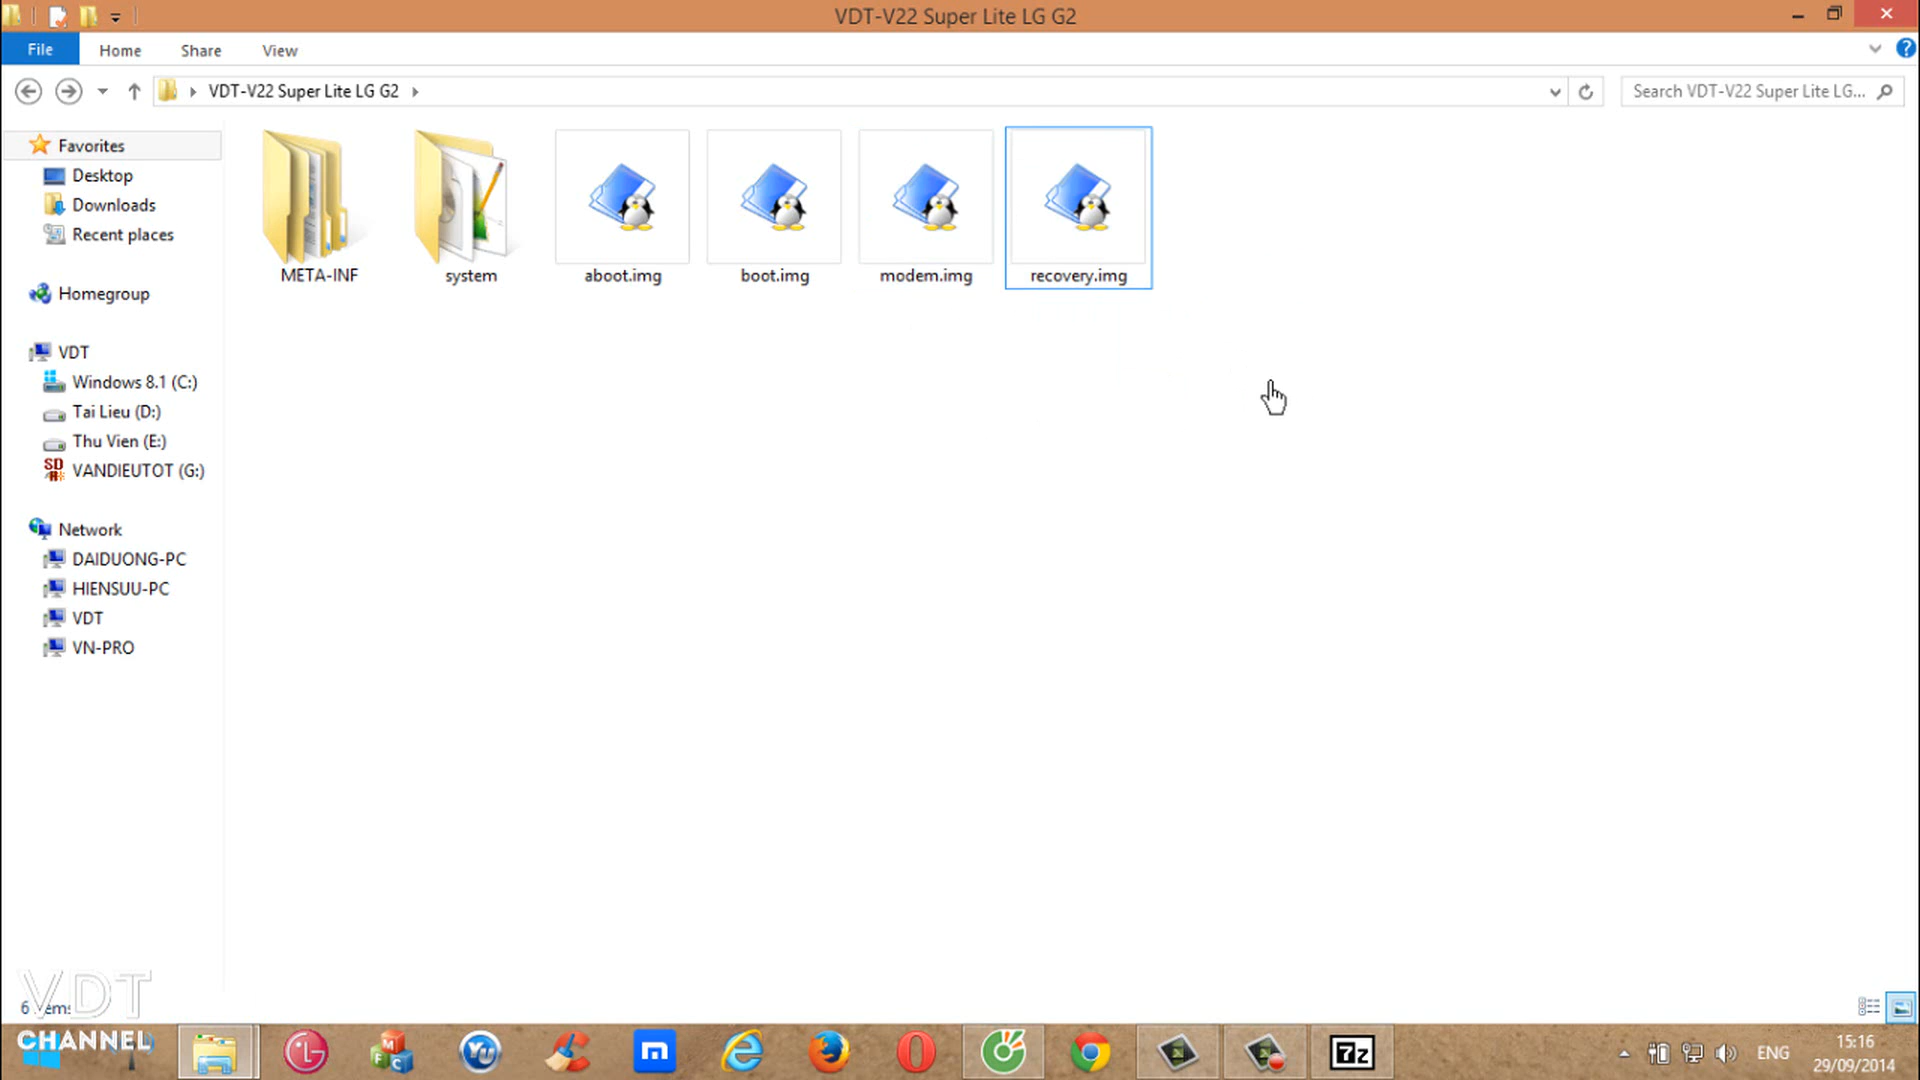 VDT-V22 Super Lite LG G2
File Home Share View
VDT-V22 Super Lite LG G2
Search VDT-V22 Super Lite LG...
Favorites
Desktop
Downloads
Recent places
Homegroup
VDT
Windows 8.1 (C:)
Tai Lieu (D:)
Thu Vien (E:)
VANDIEUTOT (G:)
Network
DAIDUONG-PC
HIENSUU-PC
VDT
VN-PRO
META-INF
system
aboot.img
boot.img
modem.img
recovery.img
VDT
CHANNEL
LG
M
F C
YU
m
7z
ENG
15:16
29/09/2014